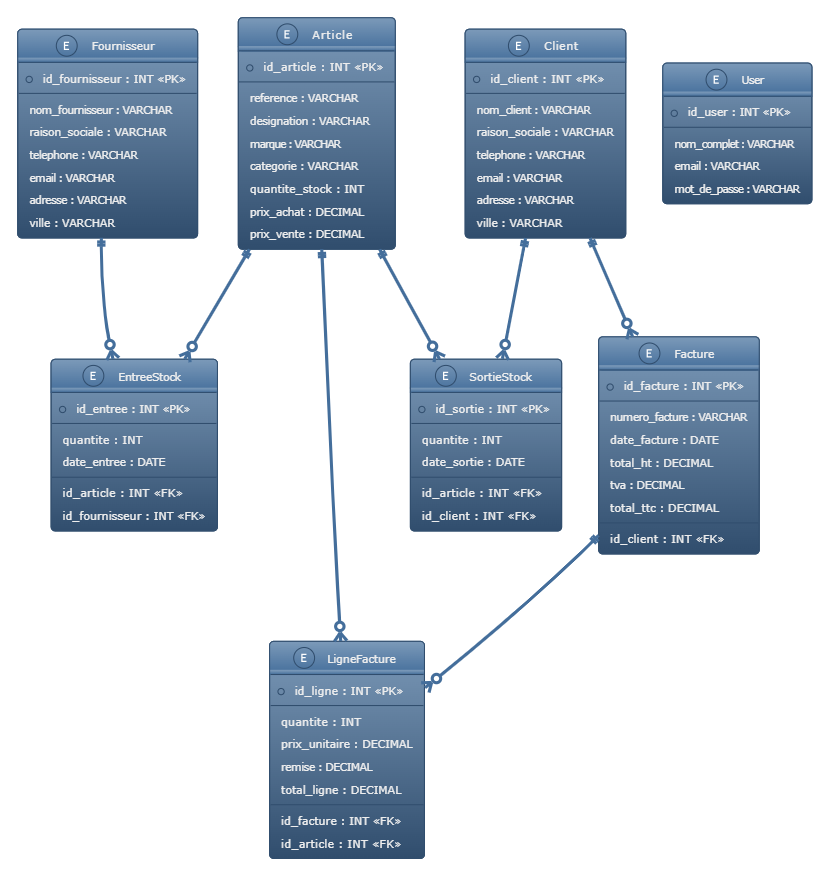 E Fournisseur
id_fournisseur : INT «PK»
nom_fournisseur : VARCHAR
raison_sociale : VARCHAR
telephone : VARCHAR
email : VARCHAR
adresse : VARCHAR
ville : VARCHAR
E Article
id_article : INT «PK»
reference : VARCHAR
designation : VARCHAR
marque : VARCHAR
categorie : VARCHAR
quantite_stock : INT
prix_achat : DECIMAL
prix_vente : DECIMAL
E Client
id_client : INT «PK»
nom_client : VARCHAR
raison_sociale : VARCHAR
telephone : VARCHAR
email : VARCHAR
adresse : VARCHAR
ville : VARCHAR
E User
id_user : INT «PK»
nom_complet : VARCHAR
email : VARCHAR
mot_de_passe : VARCHAR
E EntreeStock
id_entree : INT «PK»
quantite : INT
date_entree : DATE
id_article : INT «FK»
id_fournisseur : INT «FK»
E SortieStock
id_sortie : INT «PK»
quantite : INT
date_sortie : DATE
id_article : INT «FK»
id_client : INT «FK»
E Facture
id_facture : INT «PK»
numero_facture : VARCHAR
date_facture : DATE
total_ht : DECIMAL
tva : DECIMAL
total_ttc : DECIMAL
id_client : INT «FK»
E LigneFacture
id_ligne : INT «PK»
quantite : INT
prix_unitaire : DECIMAL
remise : DECIMAL
total_ligne : DECIMAL
id_facture : INT «FK»
id_article : INT «FK»